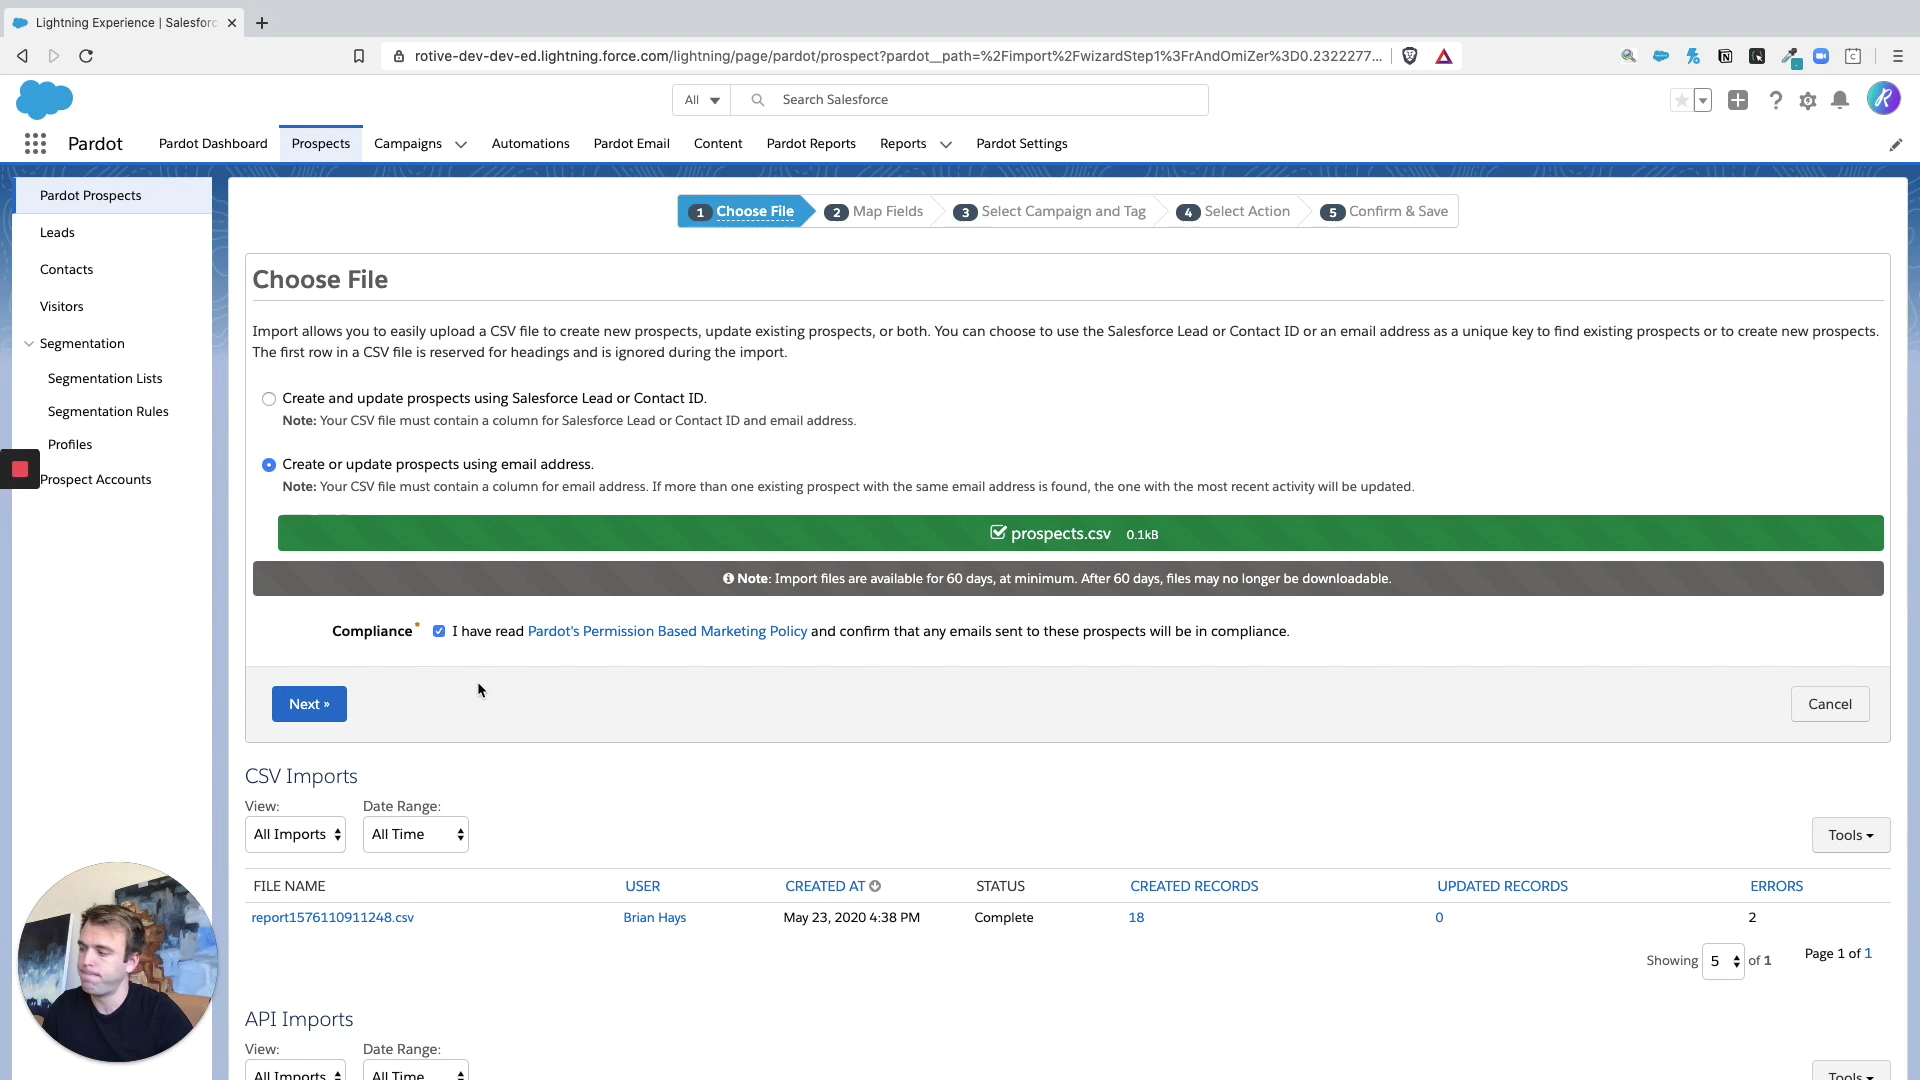 Lightning Experience | Salesforc
rotive-dev-dev-ed.lightning.force.com/lightning/page/pardot/prospect?pardot__path=%2Fimport%2FwizardStep1%3FrAndOmiZer%3D0.2322277...
All
Search Salesforce
Pardot
Pardot Dashboard
Prospects
Campaigns
Automations
Pardot Email
Content
Pardot Reports
Reports
Pardot Settings
Pardot Prospects
Leads
Contacts
Visitors
Segmentation
Segmentation Lists
Segmentation Rules
Profiles
Prospect Accounts
1 Choose File
2 Map Fields
3 Select Campaign and Tag
4 Select Action
5 Confirm & Save
Choose File
Import allows you to easily upload a CSV file to create new prospects, update existing prospects, or both. You can choose to use the Salesforce Lead or Contact ID or an email address as a unique key to find existing prospects or to create new prospects.
The first row in a CSV file is reserved for headings and is ignored during the import.
Create and update prospects using Salesforce Lead or Contact ID.
Note: Your CSV file must contain a column for Salesforce Lead or Contact ID and email address.
Create or update prospects using email address.
Note: Your CSV file must contain a column for email address. If more than one existing prospect with the same email address is found, the one with the most recent activity will be updated.
prospects.csv 0.1kB
Note: Import files are available for 60 days, at minimum. After 60 days, files may no longer be downloadable.
Compliance* I have read Pardot's Permission Based Marketing Policy and confirm that any emails sent to these prospects will be in compliance.
Next »
Cancel
CSV Imports
View: Date Range:
All Imports All Time
Tools
FILE NAME USER CREATED AT STATUS CREATED RECORDS UPDATED RECORDS ERRORS
report1576110911248.csv Brian Hays May 23, 2020 4:38 PM Complete 18 0 2
Showing 5 of 1 Page 1 of 1
API Imports
View: Date Range:
All Imports All Time
Tools